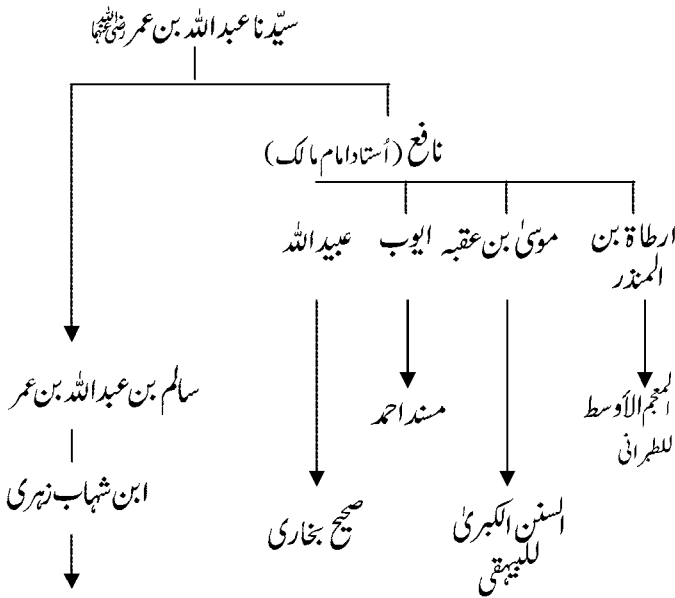 سیّدنا عبداللہ بن عمر رضی اللہ عنہما
نافع (اُستاد امام مالک)
ارطاۃ بن
المنذر
موسیٰ بن عقبہ
ایوب
عبیداللہ
سالم بن عبداللہ بن عمر
المعجم الأوسط
للطبرانی
مسند احمد
ابن شہاب زہری
السنن الکبریٰ
للبیہقی
صحیح بخاری